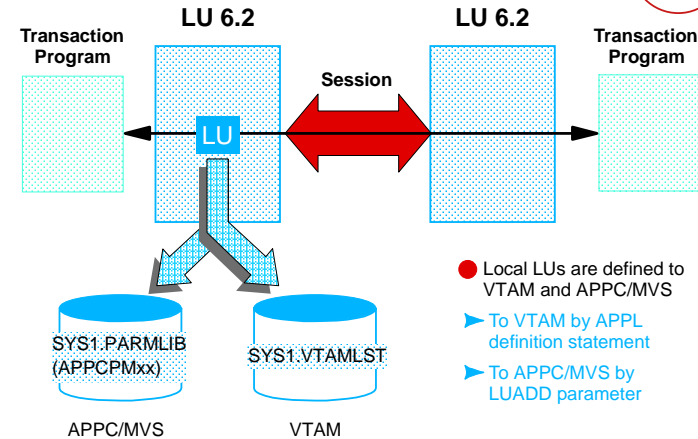 LU 6.2
LU 6.2
Transaction
Program
Transaction
Program
Session
LU
Local LUs are defined to
VTAM and APPC/MVS
To VTAM by APPL
definition statement
To APPC/MVS by
LUADD parameter
SYS1.PARMLIB
(APPCPMxx)
SYS1.VTAMLST
APPC/MVS
VTAM